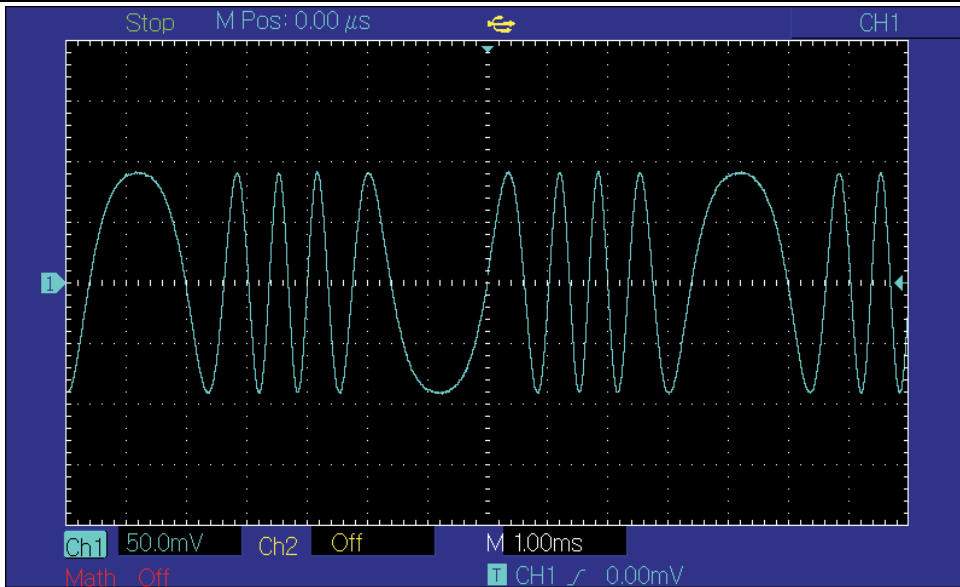 Stop M Pos: 0.00 μs CH1
1
Ch1 50.0mV Ch2 Off M 1.00ms
Math Off T CH1 0.00mV